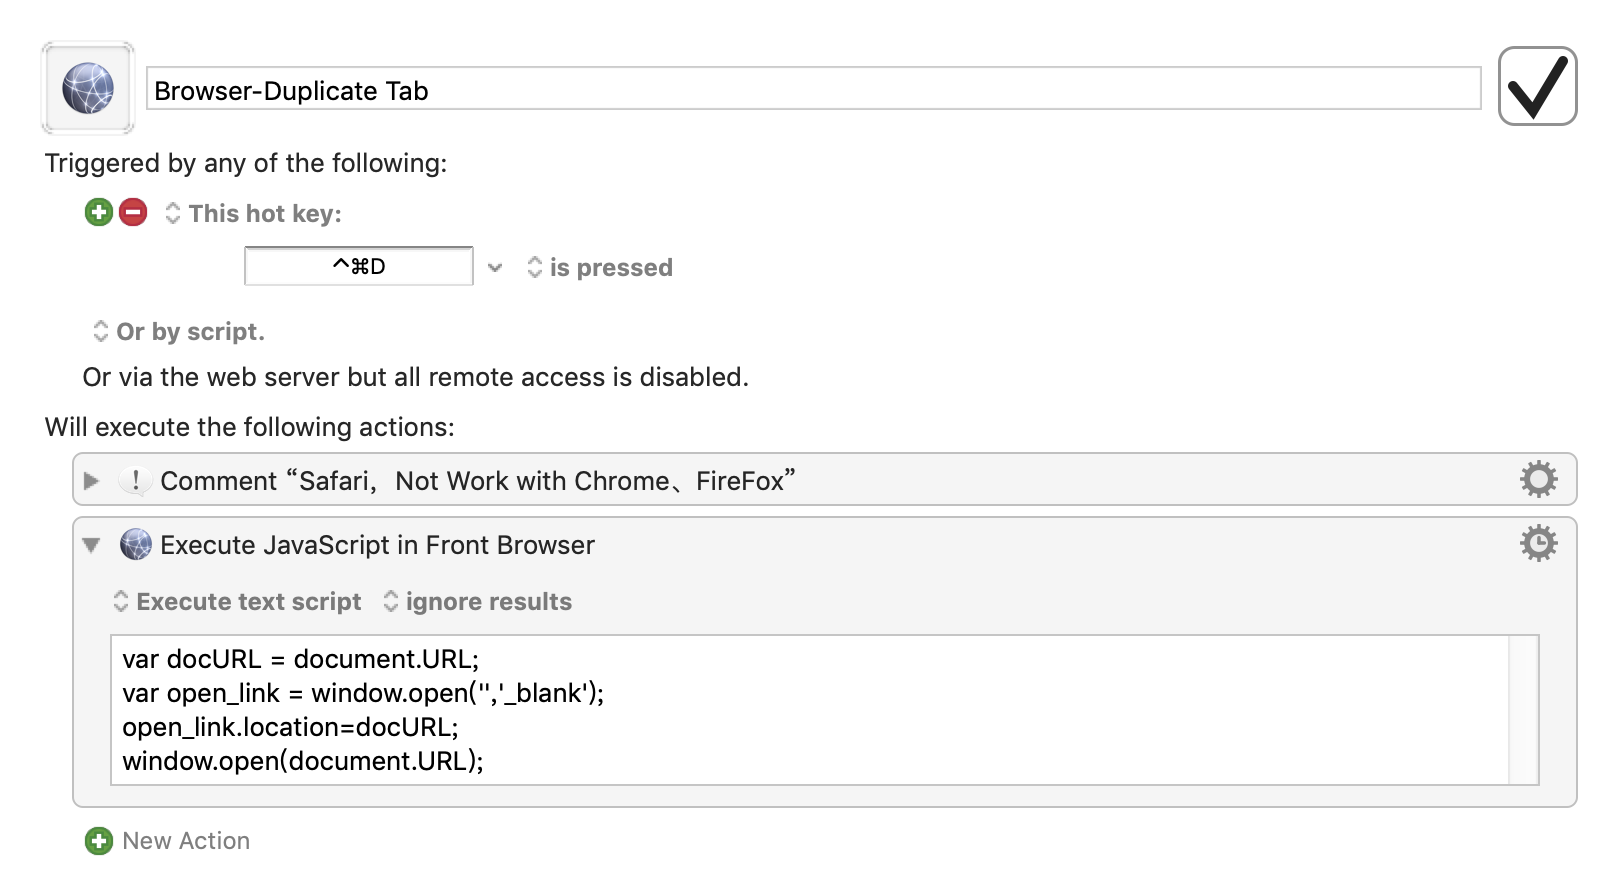 Browser-Duplicate Tab
Triggered by any of the following:
This hot key:
^⌘D
is pressed
Or by script.
Or via the web server but all remote access is disabled.
Will execute the following actions:
Comment “Safari， Not Work with Chrome、FireFox”
Execute JavaScript in Front Browser
Execute text script ignore results
var docURL = document.URL;
var open_link = window.open('','_blank');
open_link.location=docURL;
window.open(document.URL);
New Action